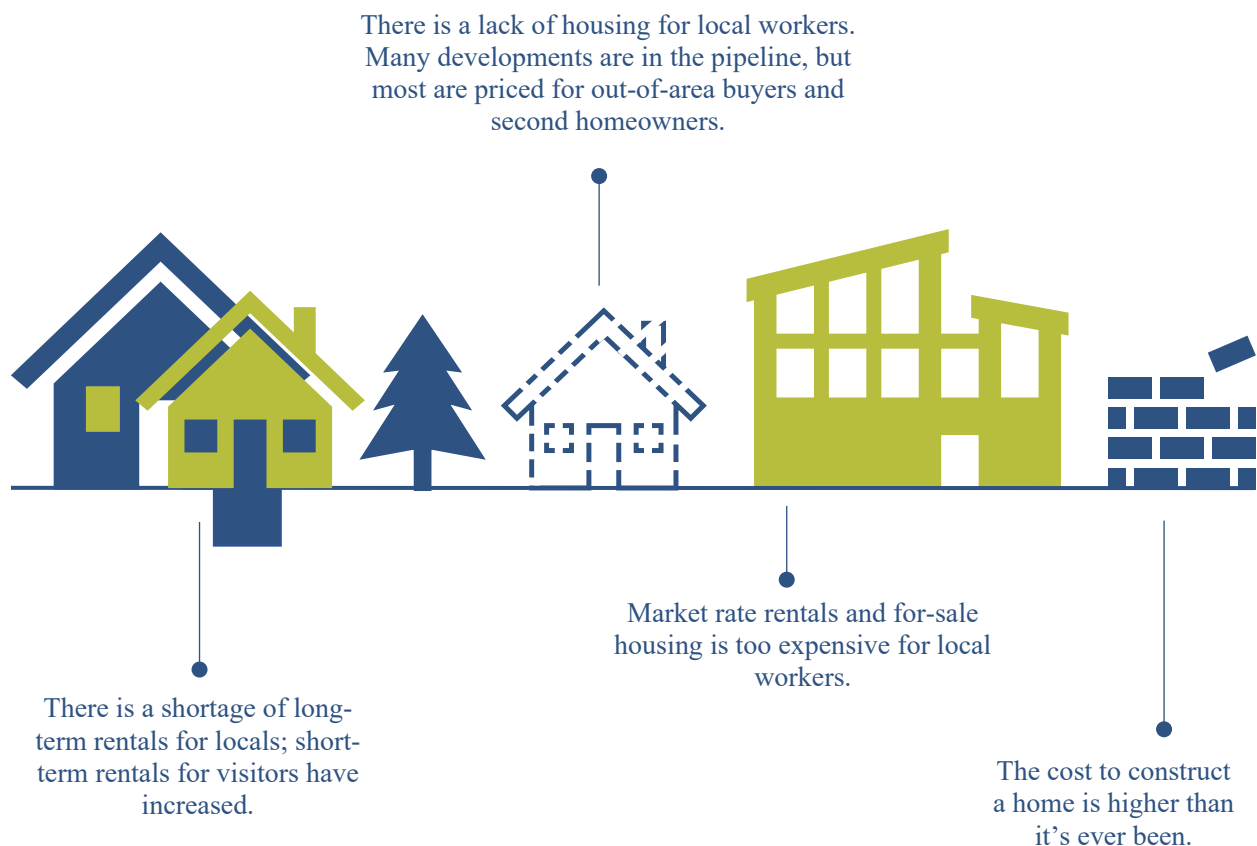 There is a lack of housing for local workers.
Many developments are in the pipeline, but
most are priced for out-of-area buyers and
second homeowners.
Market rate rentals and for-sale
housing is too expensive for local
workers.
There is a shortage of long-
term rentals for locals; short-
term rentals for visitors have
increased.
The cost to construct
a home is higher than
it’s ever been.